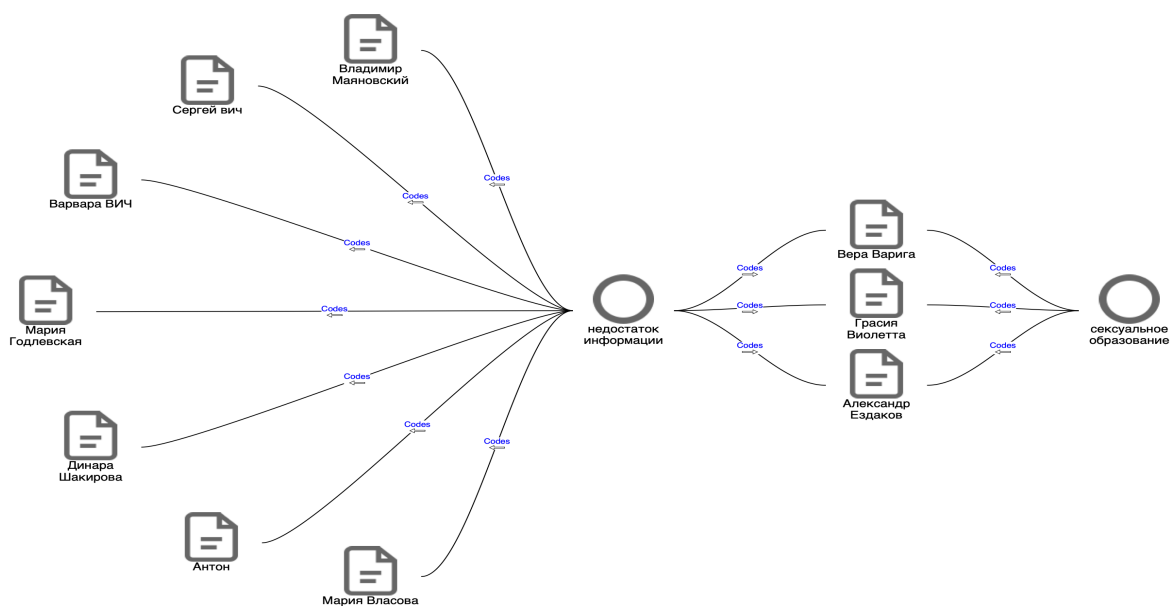 Владимир
Маяновский
Сергей вич
Codes
Варвара ВИЧ
Codes
Codes
Вера Варига
Codes
Codes
Мария
Годлевская
Codes
недостаток
информации
Codes
Грасия
Виолетта
Codes
сексуальное
образование
Codes
Codes
Codes
Александр
Ездаков
Динара
Шакирова
Codes
Codes
Антон
Мария Власова